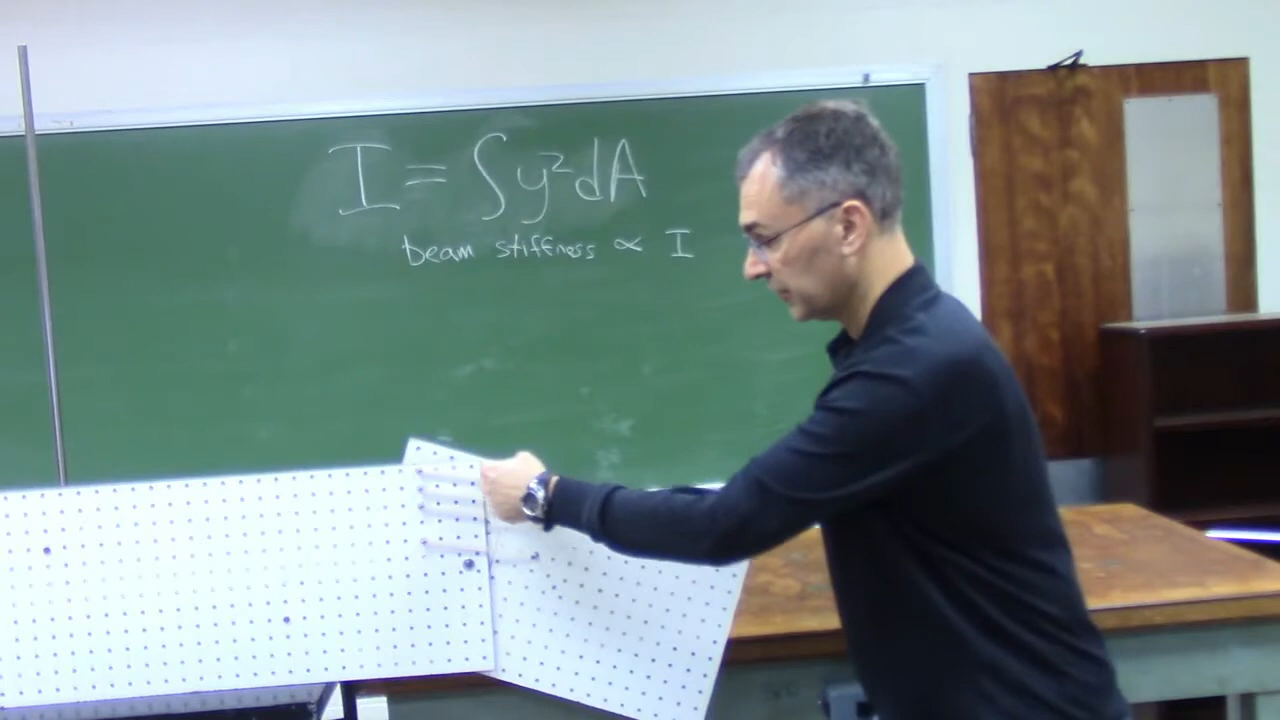 I = ∫y²dA
beam stiffness ∝ I